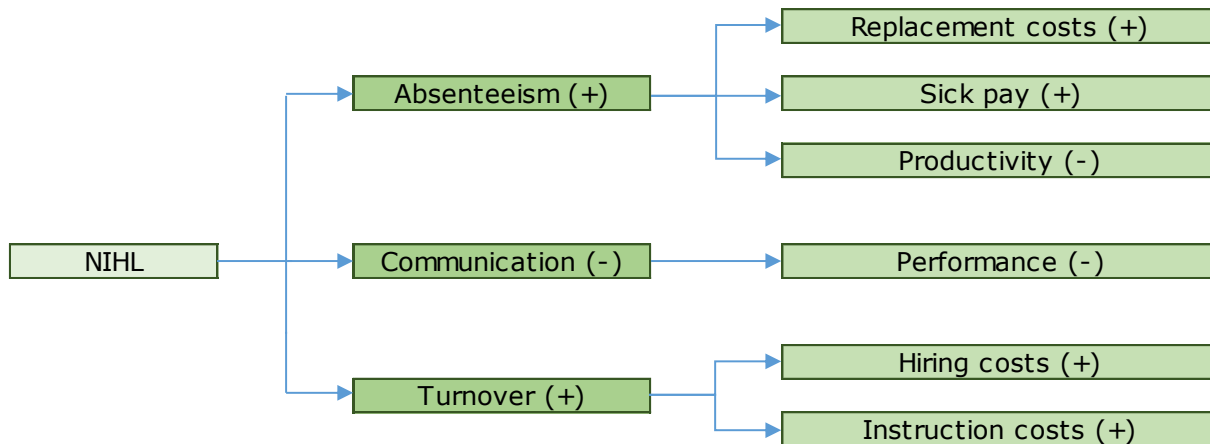 Replacement costs (+)
Absenteeism (+)
Sick pay (+)
Productivity (-)
NIHL
Communication (-)
Performance (-)
Hiring costs (+)
Turnover (+)
Instruction costs (+)